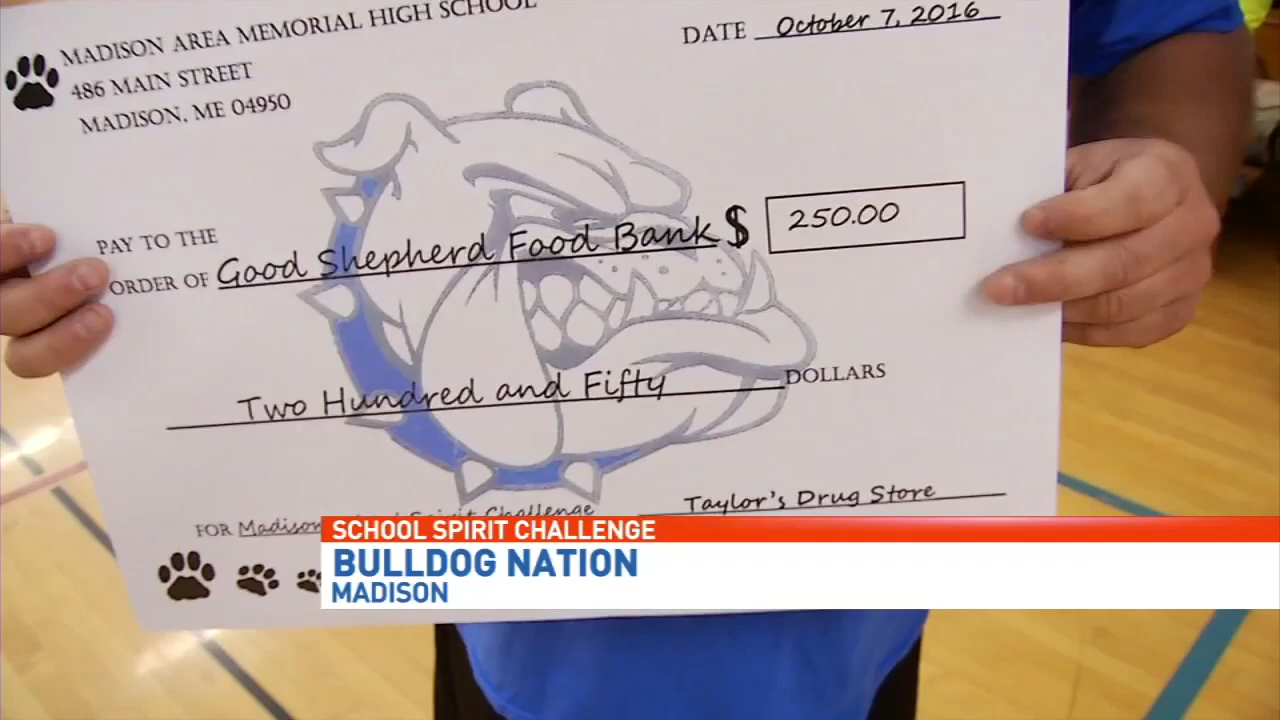 MADISON AREA MEMORIAL HIGH SCHOOL
486 MAIN STREET
MADISON, ME 04950
DATE October 7, 2016
PAY TO THE
ORDER OF Good Shepherd Food Bank $ 250.00
Two Hundred and Fifty DOLLARS
Taylor's Drug Store
FOR Madison Spirit Challenge
SCHOOL SPIRIT CHALLENGE
BULLDOG NATION
MADISON